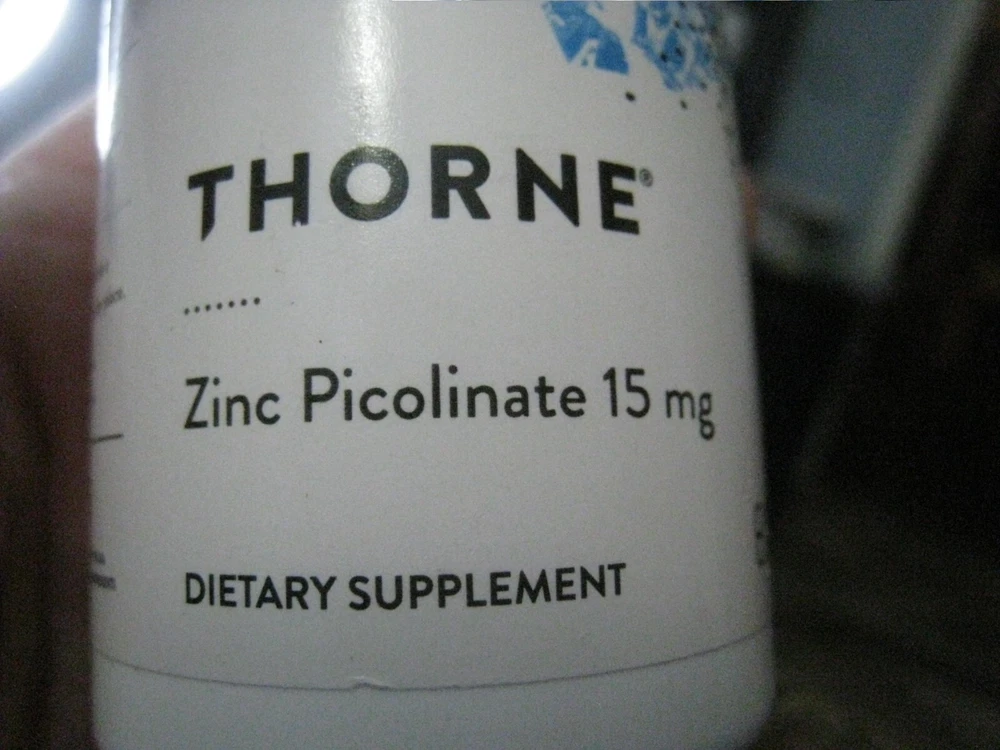 THORNE®
Zinc Picolinate 15 mg
DIETARY SUPPLEMENT